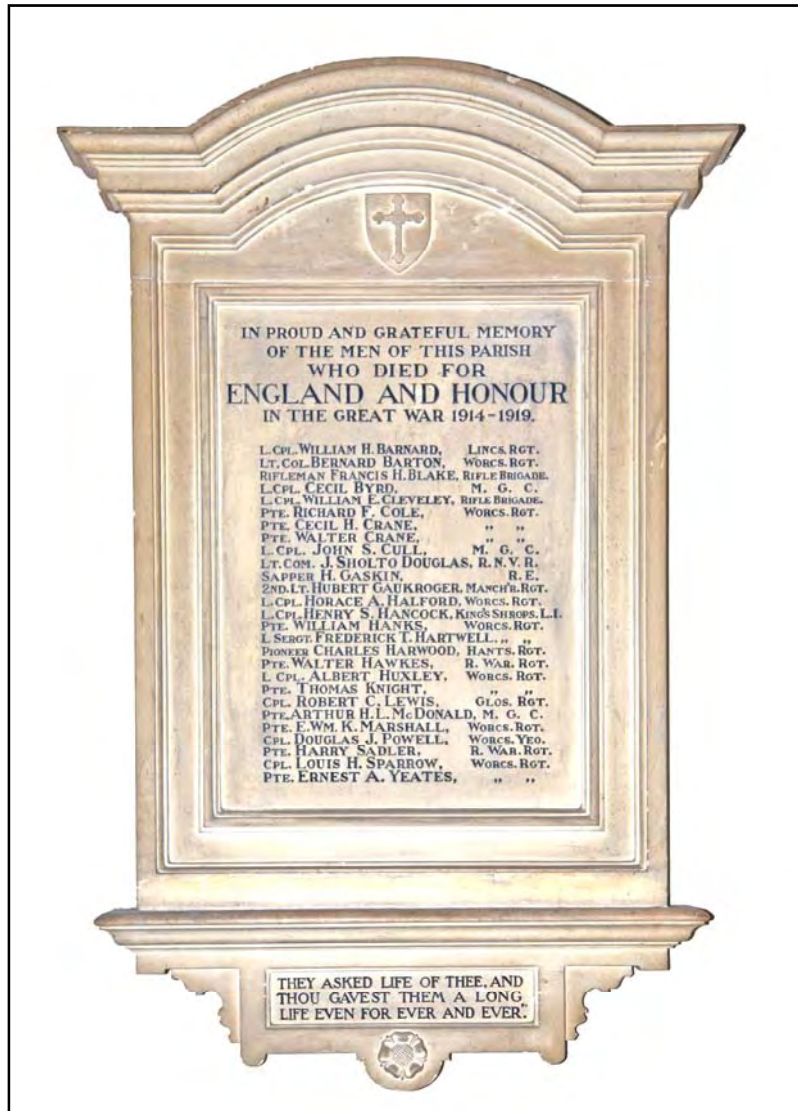 IN PROUD AND GRATEFUL MEMORY
OF THE MEN OF THIS PARISH
WHO DIED FOR
ENGLAND AND HONOUR
IN THE GREAT WAR 1914-1919.
L.CPL. WILLIAM H. BARNARD, LINCS. RGT.
LT. COL. BERNARD BARTON, WORCS. RGT.
RIFLEMAN FRANCIS H. BLAKE, RIFLE BRIGADE.
L.CPL. CECIL BYRD, M. G. C.
L.CPL. WILLIAM E. CLEVELEY, RIFLE BRIGADE.
PTE. RICHARD F. COLE, WORCS. RGT.
PTE. CECIL H. CRANE, „ „
PTE. WALTER CRANE, „ „
L. CPL. JOHN S. CULL, M. G. C.
LT. COM. J. SHOLTO DOUGLAS, R. N. V. R.
SAPPER H. GASKIN, R. E.
2ND. LT. HUBERT GAUKROGER, MANCH'R. RGT.
L.CPL. HORACE A. HALFORD, WORCS. RGT.
L.CPL. HENRY S. HANCOCK, KING'S SHROPS. L.I.
PTE. WILLIAM HANKS, WORCS. RGT.
L SERGT. FREDERICK T. HARTWELL. „ „
PIONEER CHARLES HARWOOD, HANTS. RGT.
PTE. WALTER HAWKES, R. WAR. RGT.
L CPL. ALBERT HUXLEY, WORCS. RGT.
PTE. THOMAS KNIGHT, „ „
CPL. ROBERT C. LEWIS, GLOS. RGT.
PTE. ARTHUR H. L. McDONALD, M. G. C.
PTE. E. WM. K. MARSHALL, WORCS. RGT.
CPL. DOUGLAS J. POWELL, WORCS. YEO.
PTE. HARRY SADLER, R. WAR. RGT.
CPL. LOUIS H. SPARROW, WORCS. RGT.
PTE. ERNEST A. YEATES, „ „
THEY ASKED LIFE OF THEE, AND
THOU GAVEST THEM A LONG
LIFE EVEN FOR EVER AND EVER".